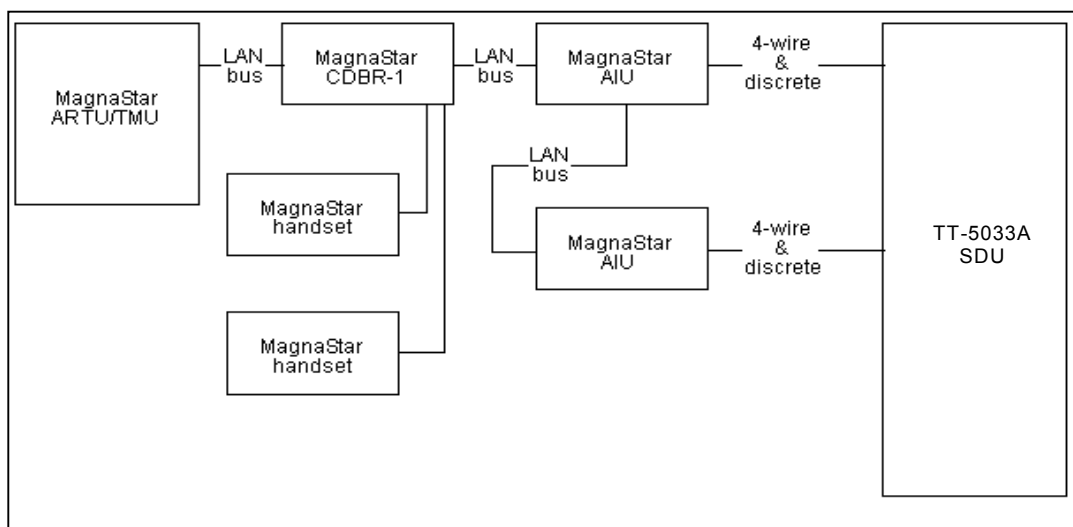 MagnaStar
ARTU/TMU
LAN
bus
MagnaStar
CDBR-1
LAN
bus
MagnaStar
AIU
4-wire
&
discrete
LAN
bus
MagnaStar
handset
MagnaStar
AIU
4-wire
&
discrete
TT-5033A
SDU
MagnaStar
handset